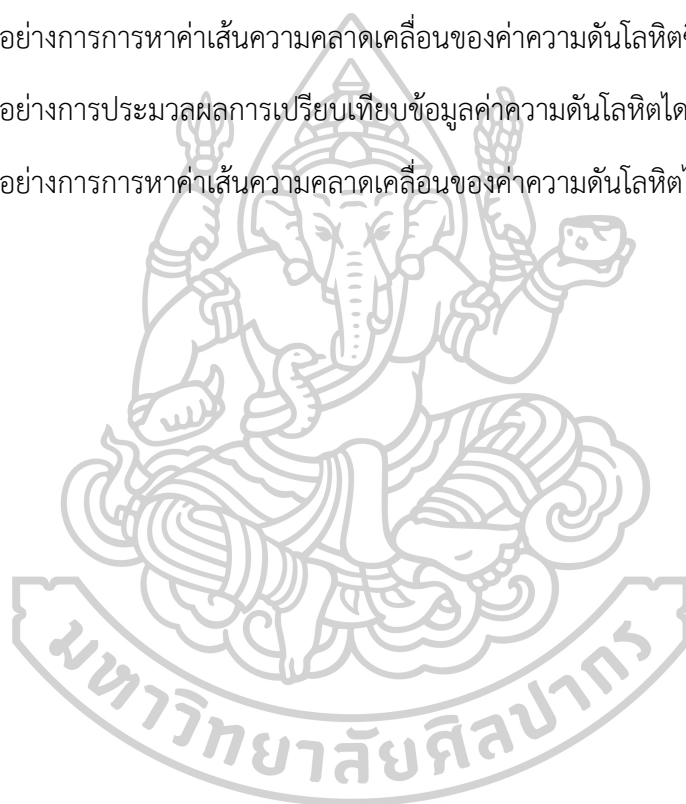 อย่างการการหาค่าเส้นความคลาดเคลื่อนของค่าความดันโลหิต
อย่างการประมวลผลการเปรียบเทียบข้อมูลค่าความดันโลหิตได
อย่างการการหาค่าเส้นความคลาดเคลื่อนของค่าความดันโลหิต
มหาวิทยาลัยศิลปากร